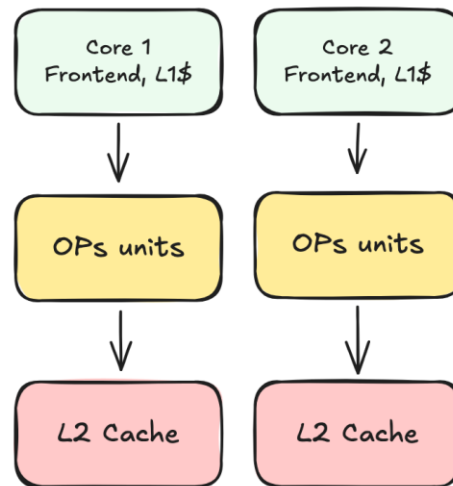 Core 1
Frontend, L1$
Core 2
Frontend, L1$
OPs units
OPs units
L2 Cache
L2 Cache